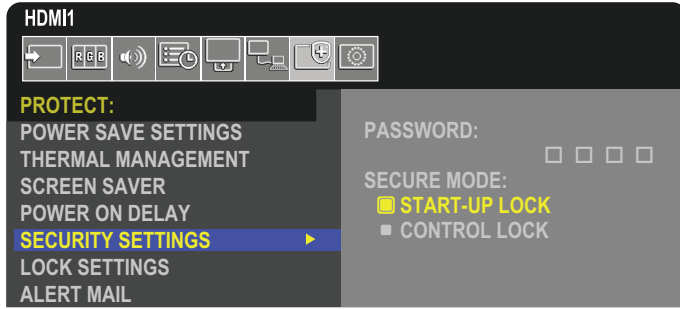 HDMI1
RGB
PROTECT:
POWER SAVE SETTINGS
THERMAL MANAGEMENT
SCREEN SAVER
POWER ON DELAY
SECURITY SETTINGS
LOCK SETTINGS
ALERT MAIL
PASSWORD:
SECURE MODE:
START-UP LOCK
CONTROL LOCK